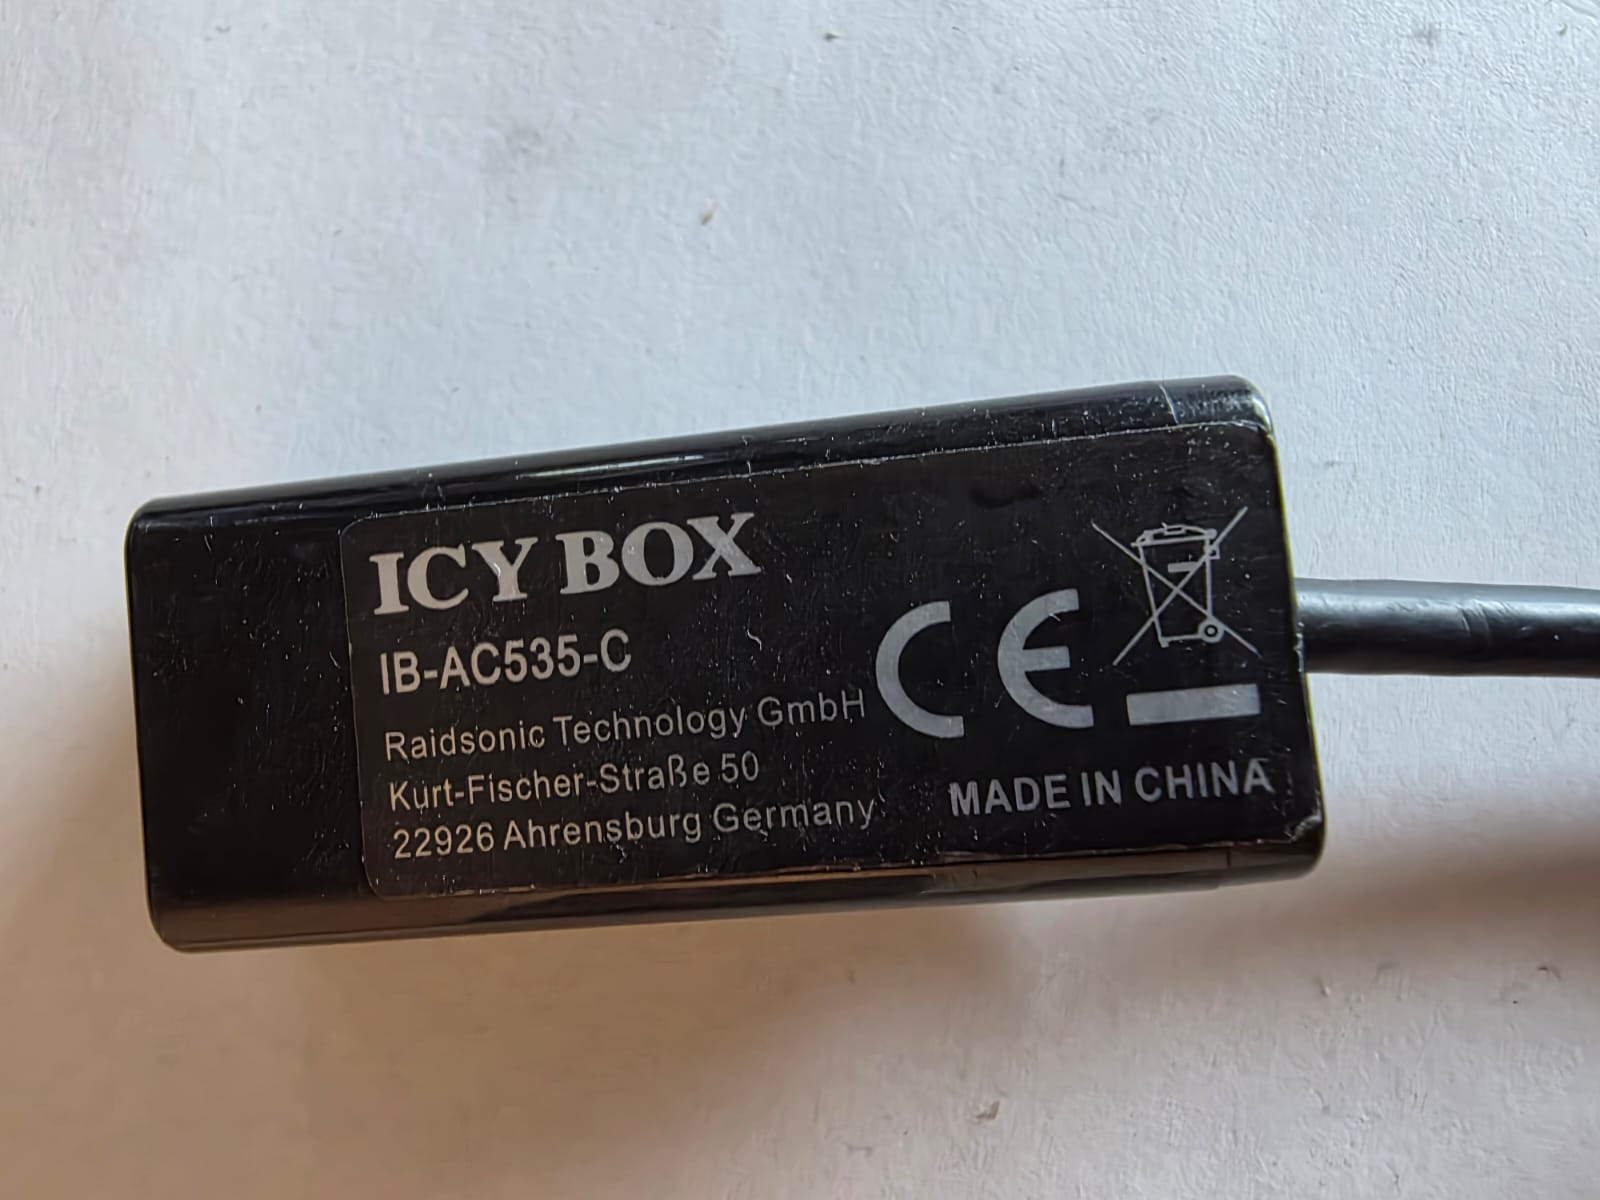 ICY BOX
IB-AC535-C
Raidsonic Technology GmbH
Kurt-Fischer-Straße 50
22926 Ahrensburg Germany
CE
MADE IN CHINA